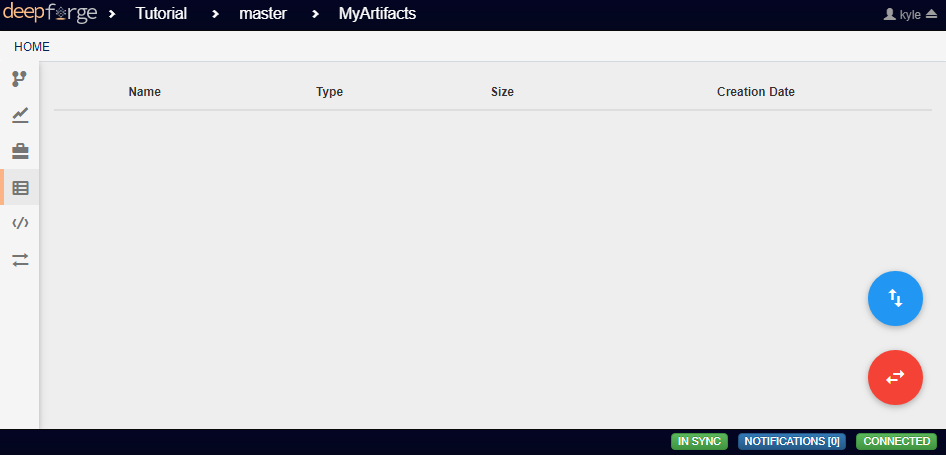 deepforge > Tutorial > master > MyArtifacts kyle
HOME
Name Type Size Creation Date
IN SYNC NOTIFICATIONS [0] CONNECTED